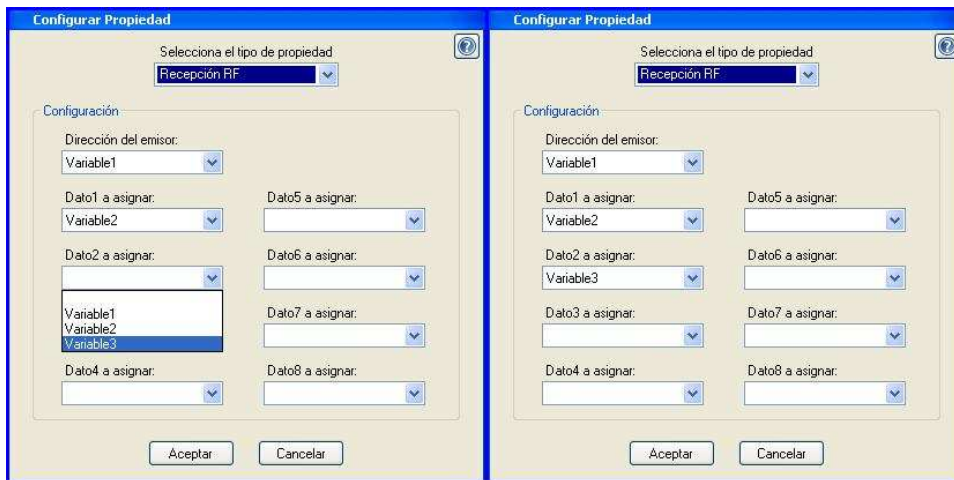 Configurar Propiedad
Selecciona el tipo de propiedad
Recepción RF
Configuración
Dirección del emisor:
Variable1
Dato1 a asignar:
Dato5 a asignar:
Variable2
Dato2 a asignar:
Dato6 a asignar:
Variable1
Variable2
Variable3
Dato7 a asignar:
Dato4 a asignar:
Dato8 a asignar:
Aceptar
Cancelar
Configurar Propiedad
Selecciona el tipo de propiedad
Recepción RF
Configuración
Dirección del emisor:
Variable1
Dato1 a asignar:
Dato5 a asignar:
Variable2
Dato2 a asignar:
Dato6 a asignar:
Variable3
Dato3 a asignar:
Dato7 a asignar:
Dato4 a asignar:
Dato8 a asignar:
Aceptar
Cancelar